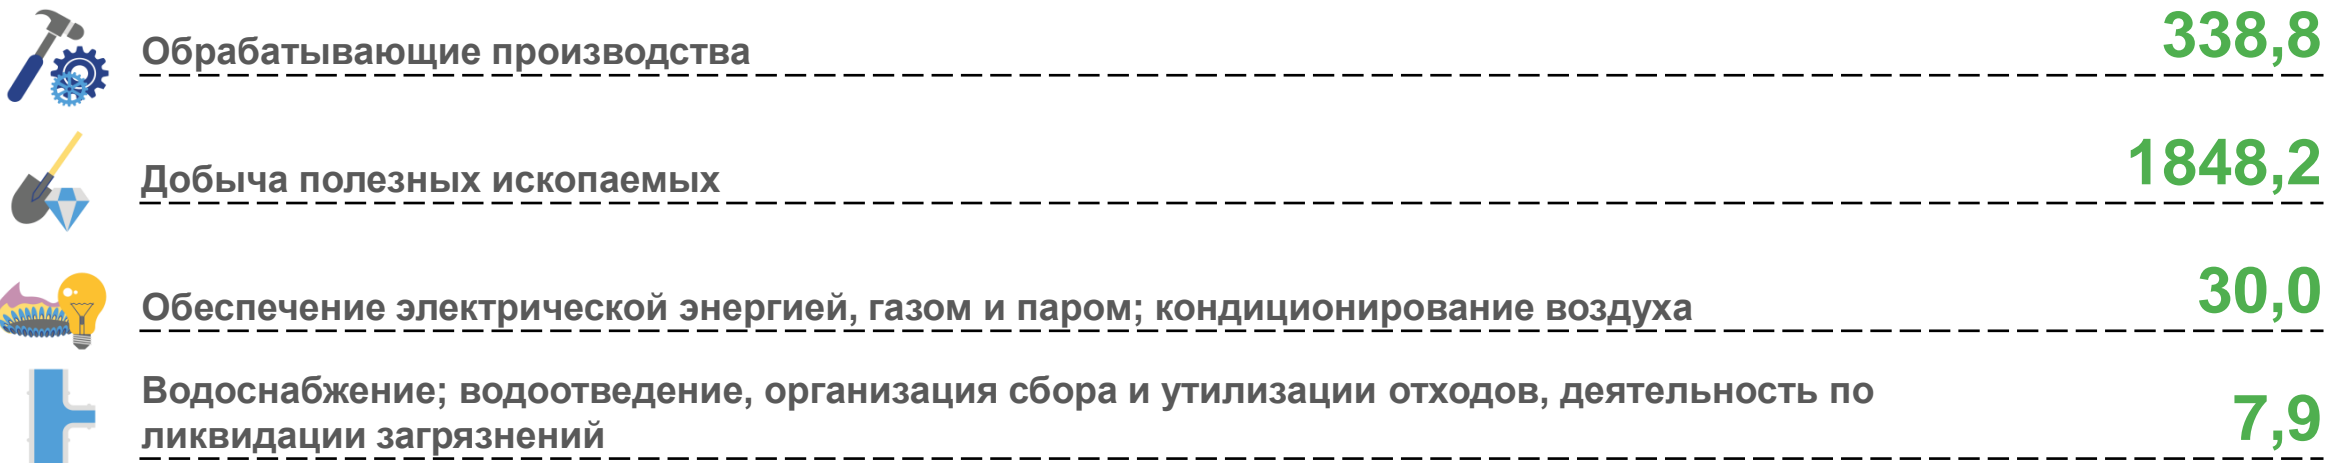 Обрабатывающие производства
338,8
Добыча полезных ископаемых
1848,2
Обеспечение электрической энергией, газом и паром; кондиционирование воздуха
30,0
Водоснабжение; водоотведение, организация сбора и утилизации отходов, деятельность по
ликвидации загрязнений
7,9